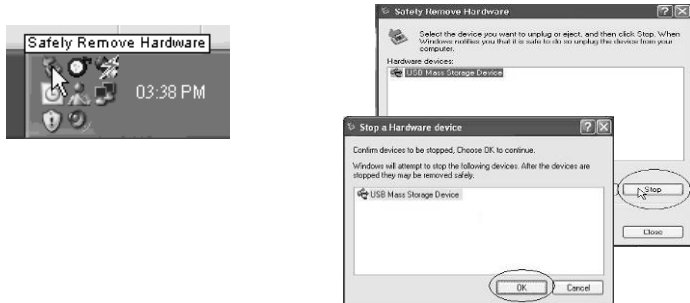 Safely Remove Hardware
03:38 PM
Safely Remove Hardware
Select the device you want to unplug or eject, and then click Stop. When
Windows notifies you that it is safe to do so unplug the device from your
computer.
Hardware devices:
USB Mass Storage Device
Stop
Close
Stop a Hardware device
Confirm devices to be stopped, Choose OK to continue.
Windows will attempt to stop the following devices. After the devices are
stopped they may be removed safely.
USB Mass Storage Device
OK
Cancel